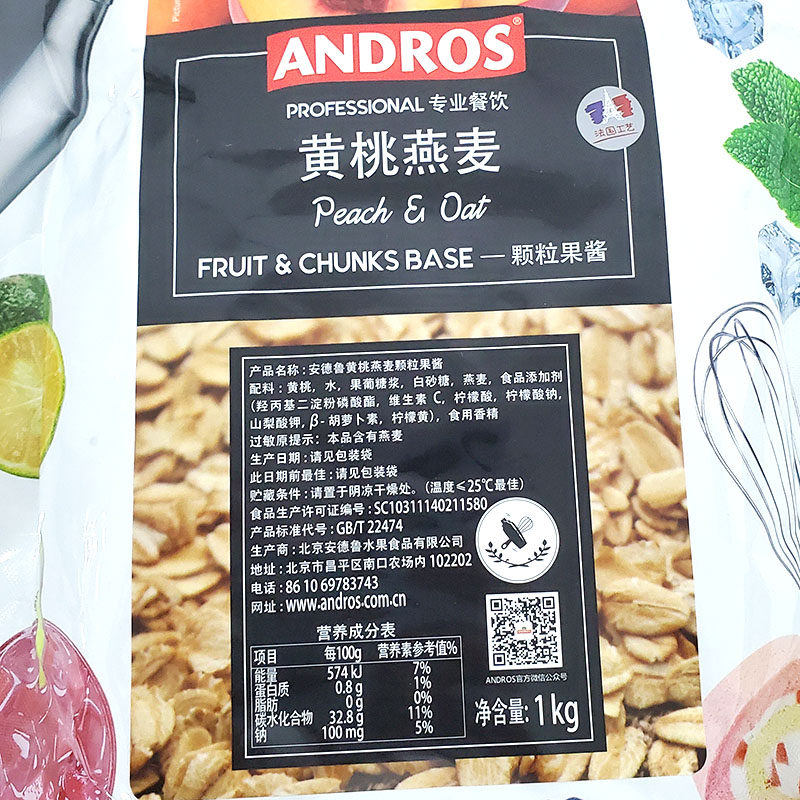 Pictur
ANDROS®
PROFESSIONAL 专业餐饮
法国工艺
黄桃燕麦
Peach & Oat
FRUIT & CHUNKS BASE — 颗粒果酱
产品名称: 安德鲁黄桃燕麦颗粒果酱
配料: 黄桃, 水, 果葡糖浆, 白砂糖, 燕麦, 食品添加剂
(羟丙基二淀粉磷酸酯, 维生素 C, 柠檬酸, 柠檬酸钠,
山梨酸钾, β-胡萝卜素, 柠檬黄), 食用香精
过敏原提示: 本品含有燕麦
生产日期: 请见包装袋
此日期前最佳: 请见包装袋
贮藏条件: 请置于阴凉干燥处。(温度≤25℃最佳)
食品生产许可证编号: SC10311140211580
产品标准代号: GB/T 22474
生产商: 北京安德鲁水果食品有限公司
地址: 北京市昌平区南口农场内 102202
电话: 86 10 69783743
网址: www.andros.com.cn
营养成分表
项目 每100g 营养素参考值%
能量 574 kJ 7%
蛋白质 0.8 g 1%
脂肪 0 g 0%
碳水化合物 32.8 g 11%
钠 100 mg 5%
ANDROS官方微信公众号
净含量: 1 kg